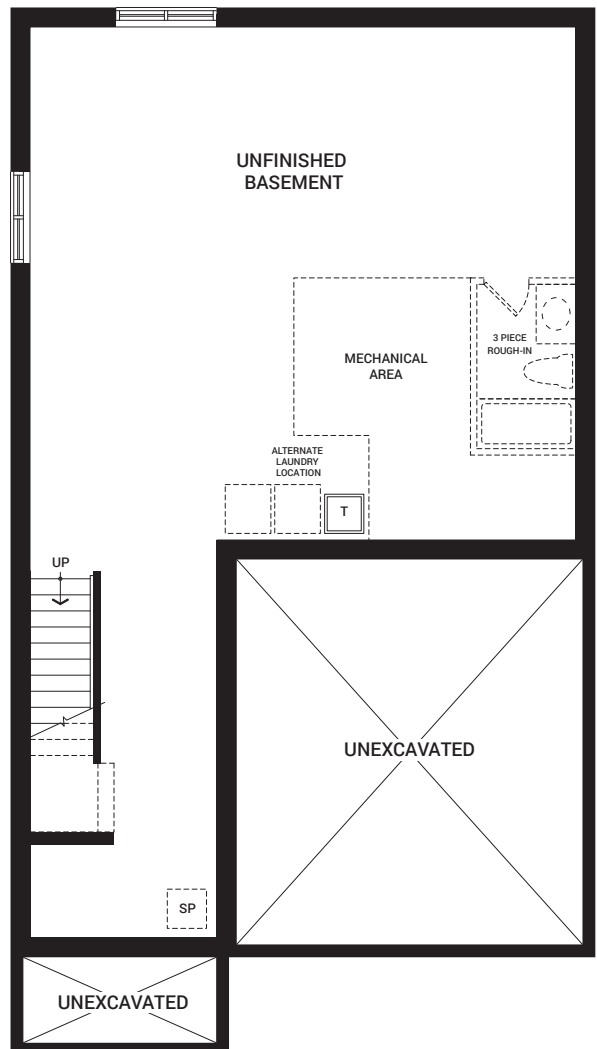 UNFINISHED
BASEMENT
3 PIECE
ROUGH-IN
MECHANICAL
AREA
ALTERNATE
LAUNDRY
LOCATION
T
UP
UNEXCAVATED
SP
UNEXCAVATED